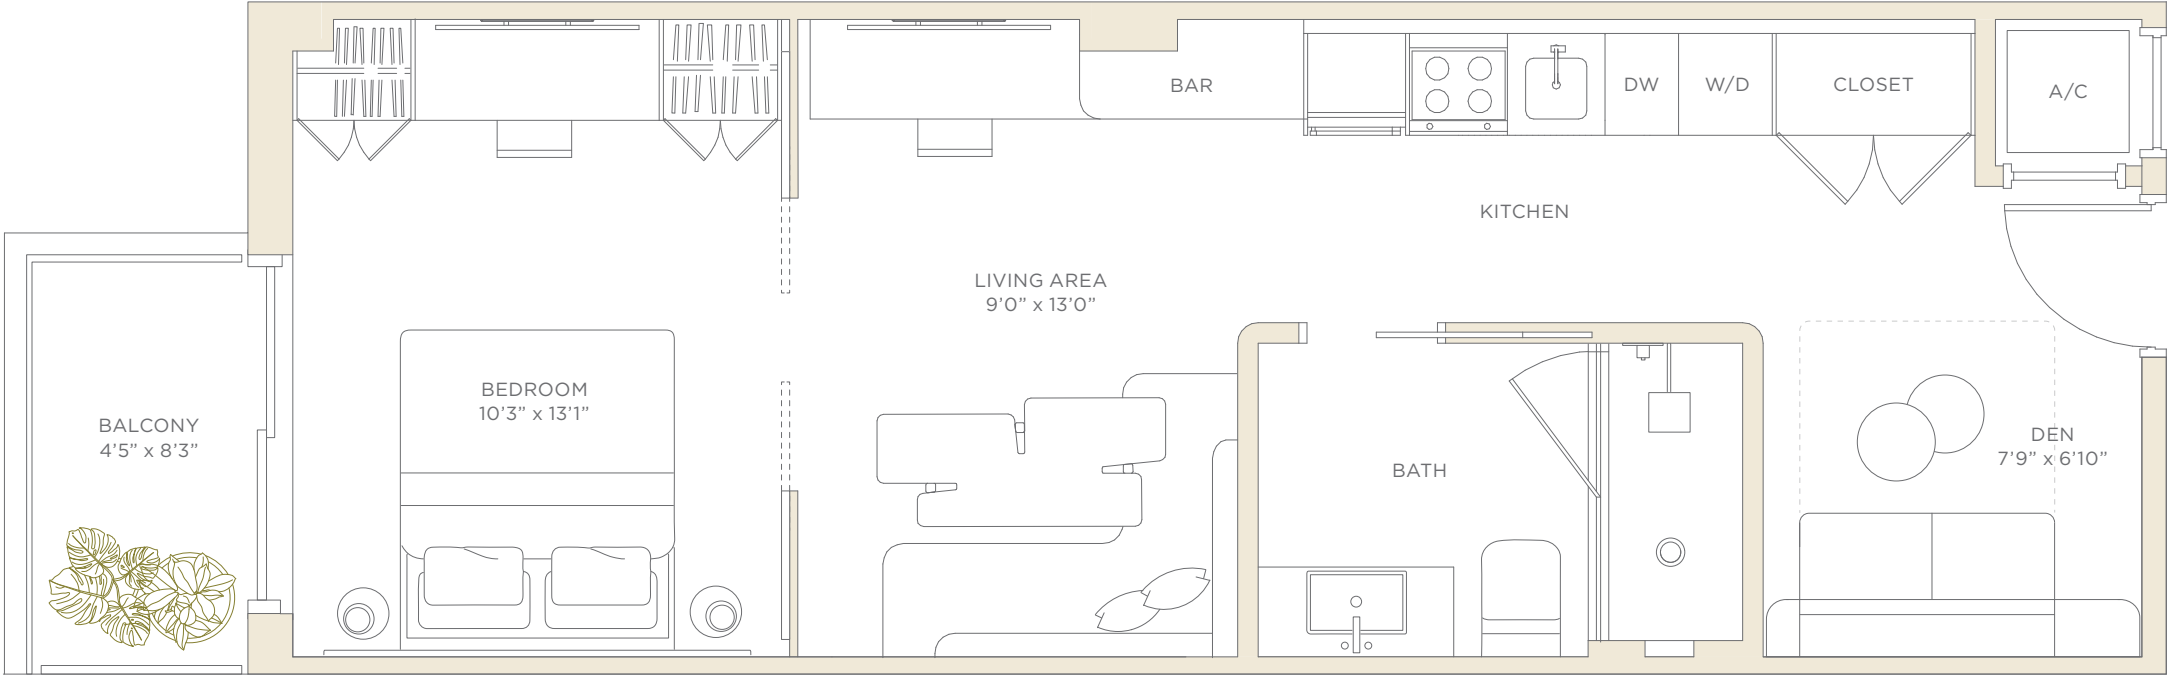 BAR
DW
W/D
CLOSET
A/C
KITCHEN
LIVING AREA
9’0” x 13’0”
BEDROOM
10’3” x 13’1”
BALCONY
4’5” x 8’3”
BATH
DEN
7’9” x 6’10”